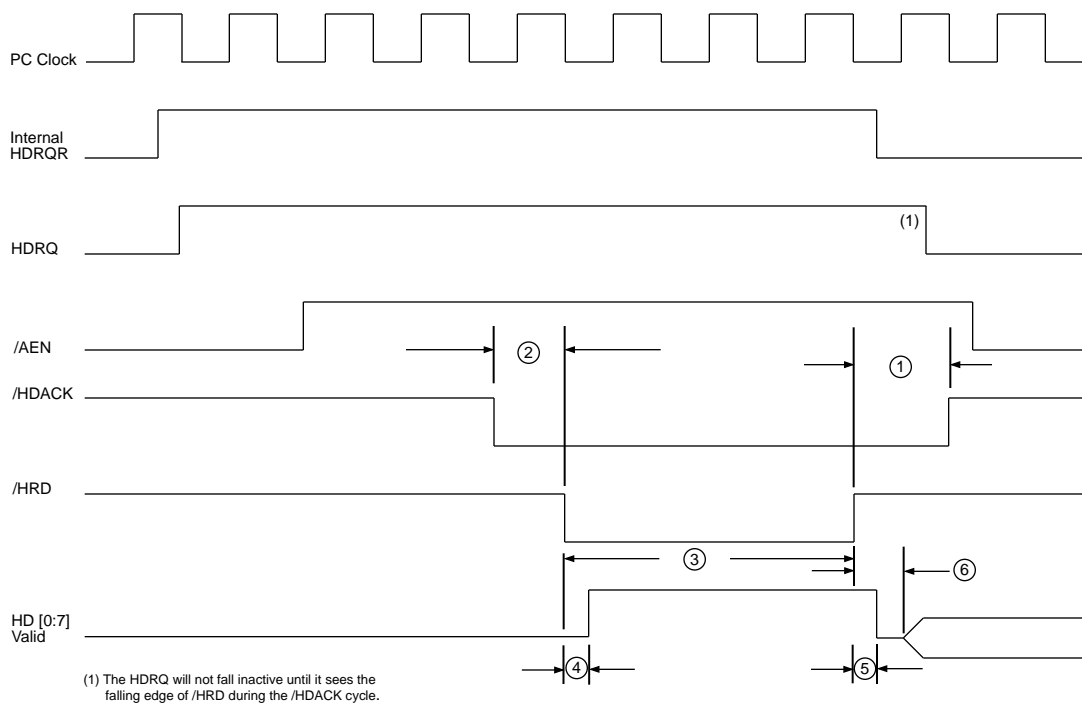 PC Clock
Internal
HDRQR
(1)
HDRQ
/AEN
2
1
/HDACK
/HRD
3
6
HD [0:7]
Valid
4
5
(1) The HDRQ will not fall inactive until it sees the
falling edge of /HRD during the /HDACK cycle.